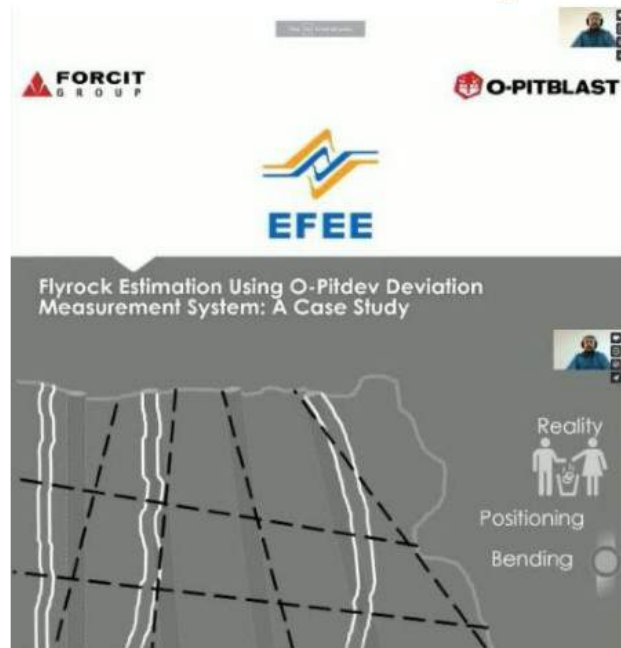 FORCIT
GROUP
O-PITBLAST
EFEE
Flyrock Estimation Using O-Pitdev Deviation
Measurement System: A Case Study
Reality
Positioning
Bending